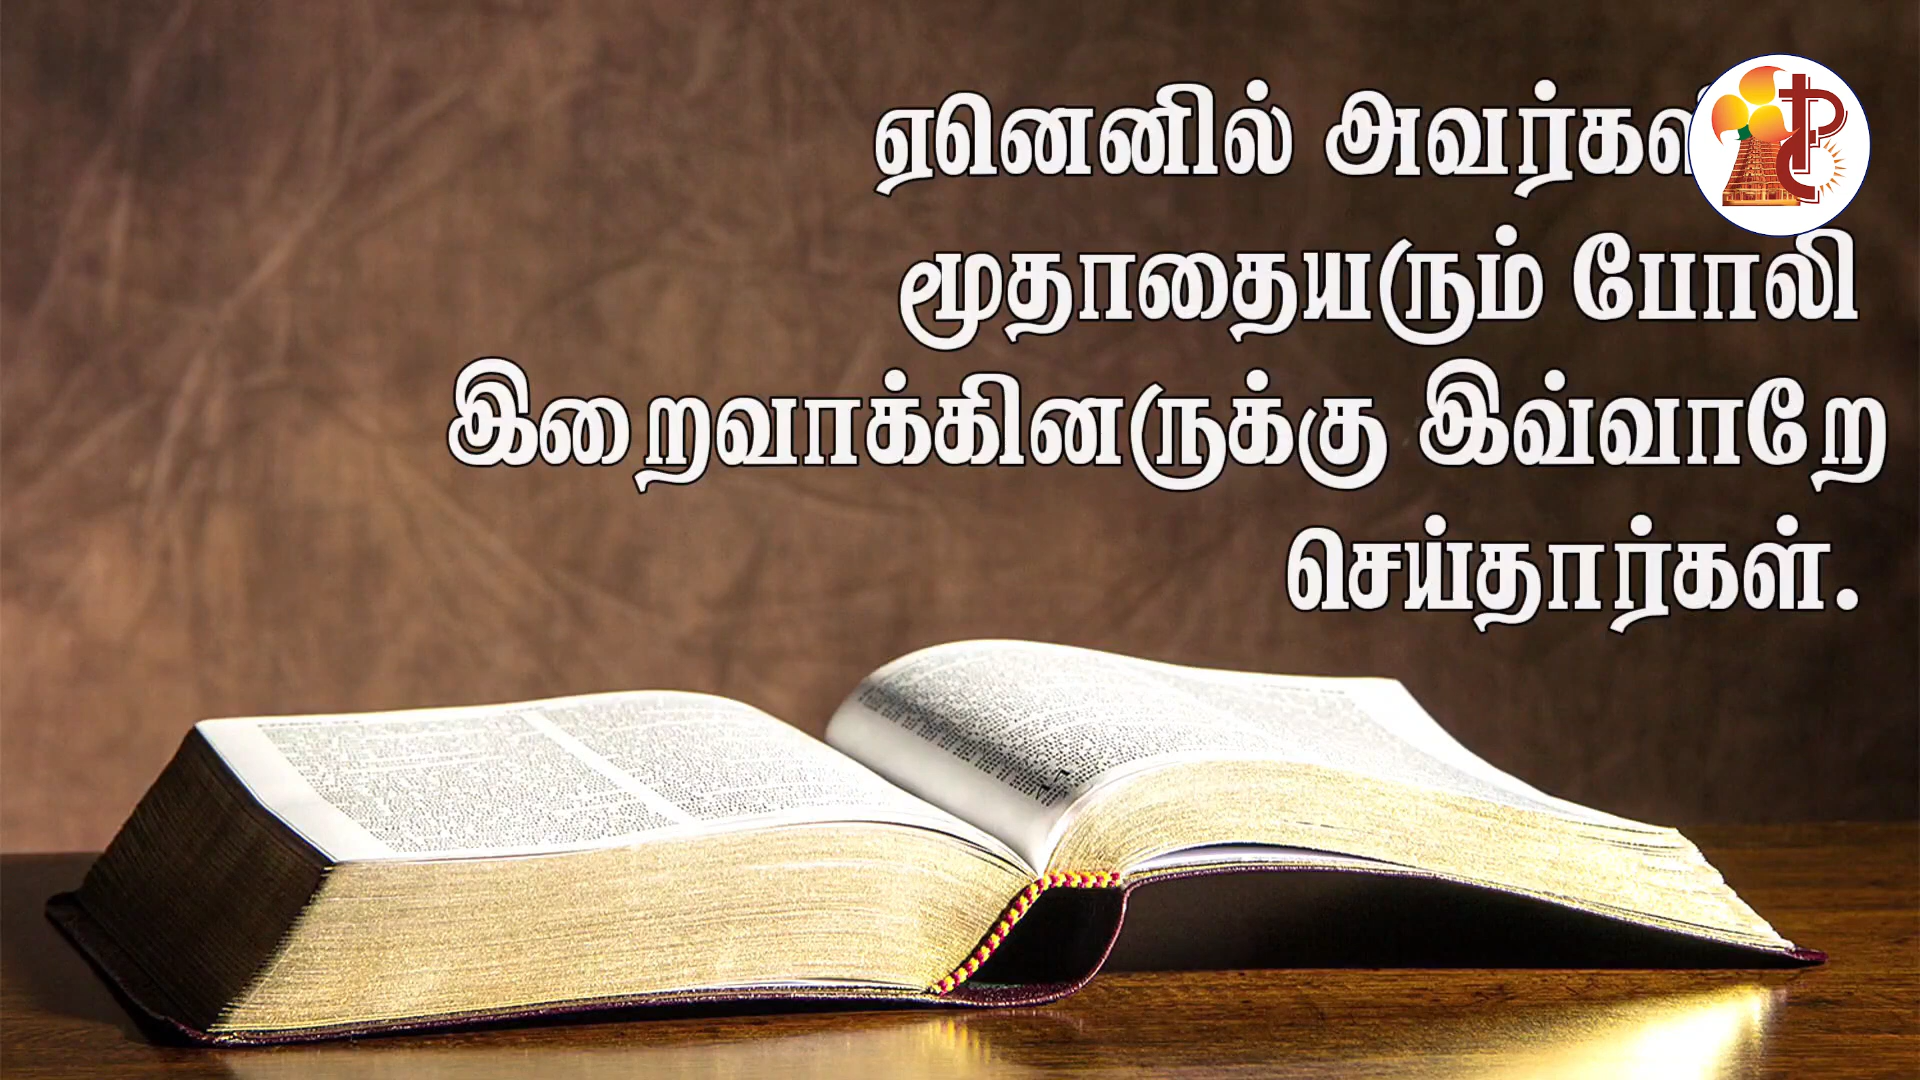 ஏனெனில் அவர்களி
மூதாதையரும் போலி
இறைவாக்கினருக்கு இவ்வாறே
செய்தார்கள்.